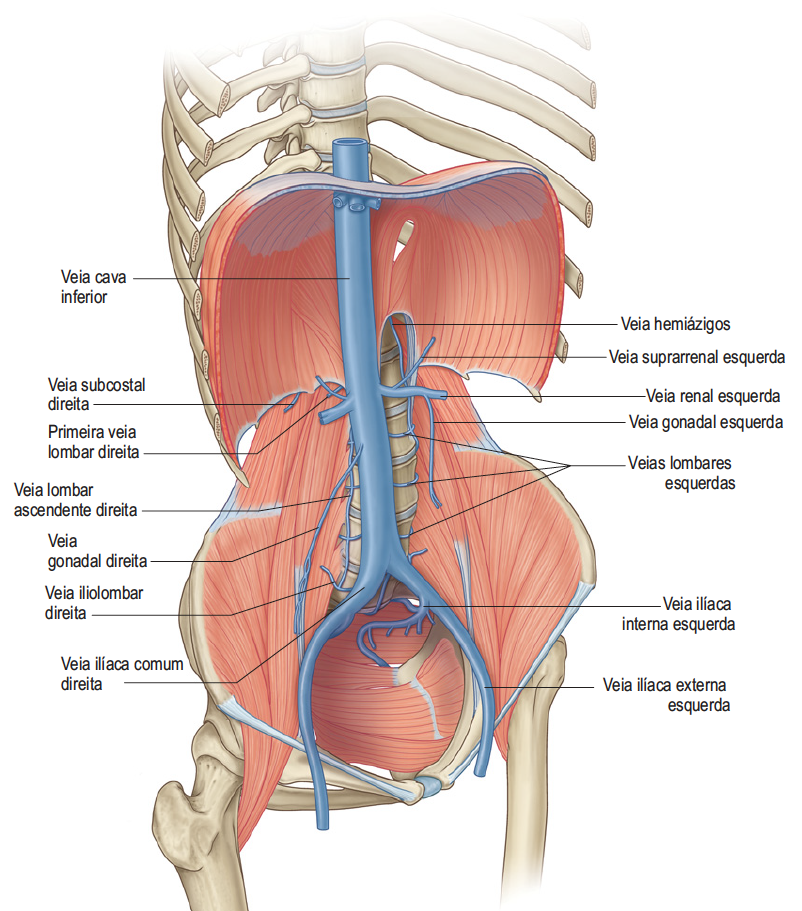 Veia cava
inferior
Veia subcostal
direita
Primeira veia
lombar direita
Veia lombar
ascendente direita
Veia
gonadal direita
Veia iliolombar
direita
Veia ilíaca comum
direita
Veia hemiázigos
Veia suprarrenal esquerda
Veia renal esquerda
Veia gonadal esquerda
Veias lombares
esquerdas
Veia ilíaca
interna esquerda
Veia ilíaca externa
esquerda